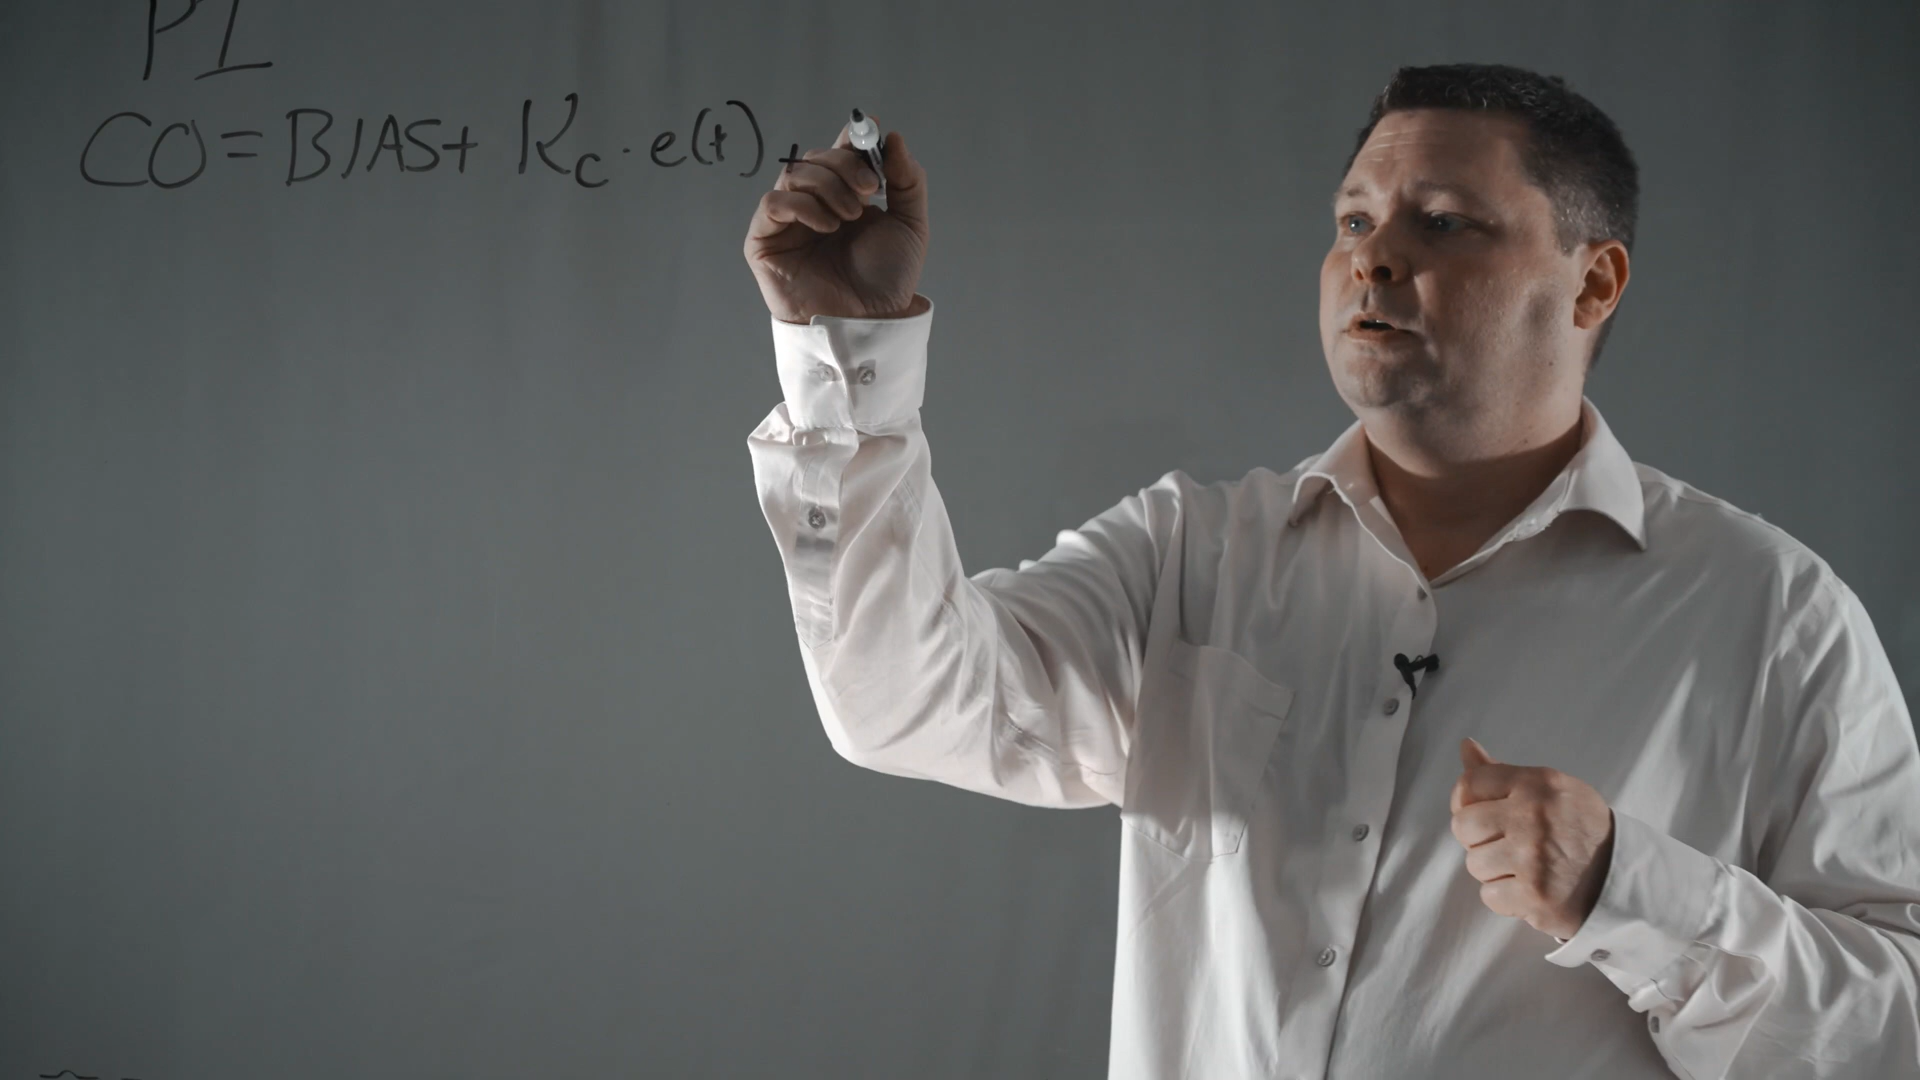 PI
CO = BIAS + Kc · e(t) +